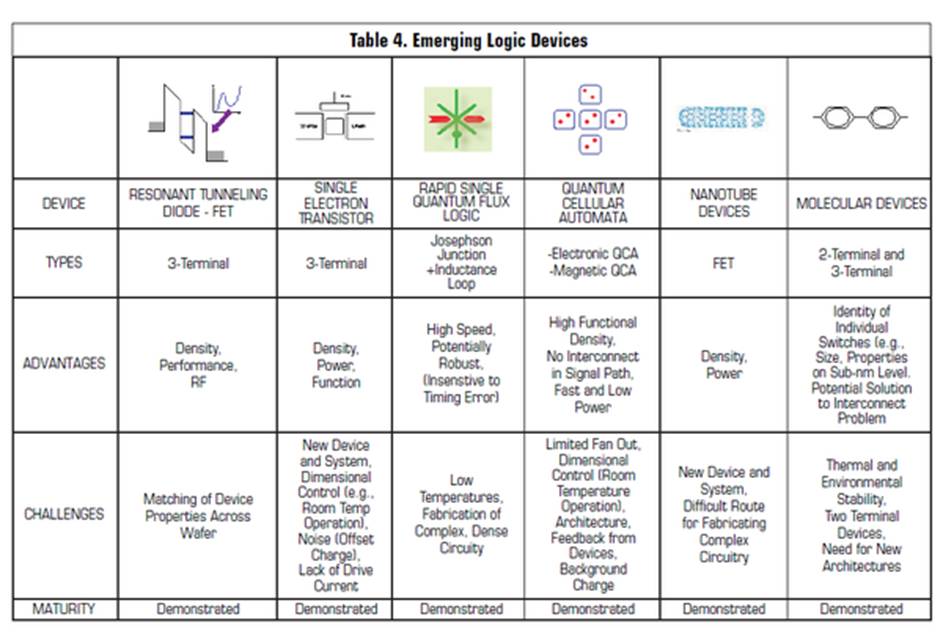 Table 4. Emerging Logic Devices
DEVICE
RESONANT TUNNELING
DIODE - FET
SINGLE
ELECTRON
TRANSISTOR
RAPID SINGLE
QUANTUM FLUX
LOGIC
QUANTUM
CELLULAR
AUTOMATA
NANOTUBE
DEVICES
MOLECULAR DEVICES
TYPES
3-Terminal
3-Terminal
Josephson
Junction
+Inductance
Loop
-Electronic QCA
-Magnetic QCA
FET
2-Terminal and
3-Terminal
ADVANTAGES
Density,
Performance,
RF
Density,
Power,
Function
High Speed,
Potentially
Robust,
(Insenstive to
Timing Error)
High Functional
Density,
No Interconnect
in Signal Path,
Fast and Low
Power
Density,
Power
Identity of
Individual
Switches (e.g.,
Size, Properties
on Sub-nm Level.
Potential Solution
to Interconnect
Problem
CHALLENGES
Matching of Device
Properties Across
Wafer
New Device
and System,
Dimensional
Control (e.g.,
Room Temp
Operation),
Noise (Offset
Charge),
Lack of Drive
Current
Low
Temperatures,
Fabrication of
Complex, Dense
Circuity
Limited Fan Out,
Dimensional
Control (Room
Temperature
Operation),
Architecture,
Feedback from
Devices,
Background
Charge
New Device and
System,
Difficult Route
for Fabricating
Complex
Circuitry
Thermal and
Environmental
Stability,
Two Terminal
Devices,
Need for New
Architectures
MATURITY
Demonstrated
Demonstrated
Demonstrated
Demonstrated
Demonstrated
Demonstrated